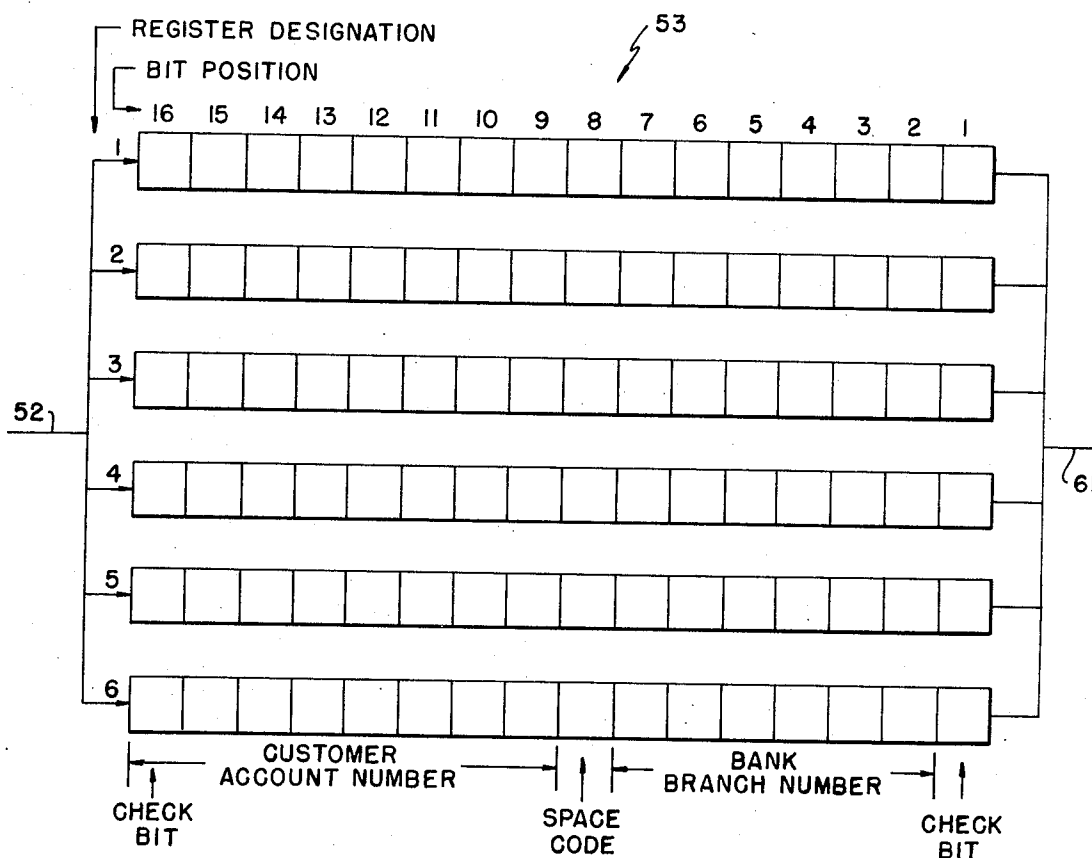 REGISTER DESIGNATION
53
BIT POSITION
16 15 14 13 12 11 10 9 8 7 6 5 4 3 2 1
1
2
3
52
4
6
5
6
CUSTOMER ACCOUNT NUMBER
BANK BRANCH NUMBER
CHECK BIT
SPACE CODE
CHECK BIT